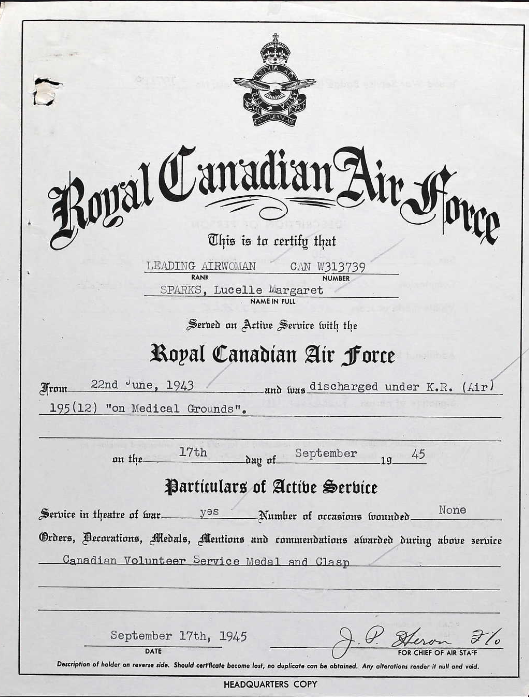 Royal Canadian Air Force
This is to certify that
LEADING AIRWOMAN CAN W313739
RANK NUMBER
SPARKS, Lucelle Margaret
NAME IN FULL
Served on Active Service with the
Royal Canadian Air Force
From 22nd June, 1943 and was discharged under K.R. (Air)
195(12) "on Medical Grounds".
on the 17th day of September 19 45
Particulars of Active Service
Service in theatre of war yes Number of occasions wounded None
Orders, Decorations, Medals, Mentions and commendations awarded during above service
Canadian Volunteer Service Medal and Clasp
September 17th, 1945 J. P. Heron F/O
DATE FOR CHIEF OF AIR STAFF
Description of holder on reverse side. Should certificate become lost, no duplicate can be obtained. Any alterations render it null and void.
HEADQUARTERS COPY